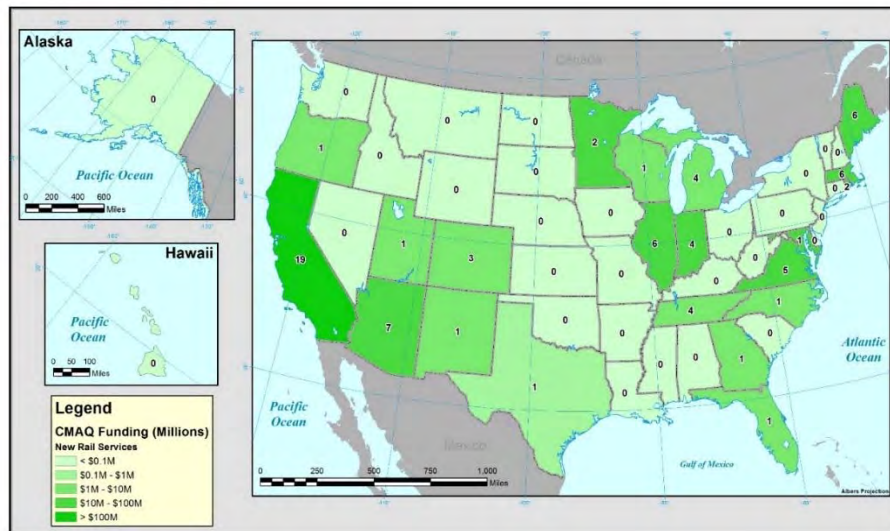 Alaska
0
Pacific Ocean
0 200 400 600
Miles
Hawaii
Pacific
Ocean
0
0 50 100
Miles
Legend
CMAQ Funding (Millions)
New Rail Services
< $0.1M
$0.1M - $1M
$1M - $10M
$10M - $100M
> $100M
Canada
0
0
0
2
6
1
0
0
0
1
4
0
0
0
6
0
0
2
0
0
0
0
0
1
3
0
0
6
4
0
0
0
1
0
19
5
7
1
0
0
4
1
1
0
0
0
0
1
0
1
Atlantic
Ocean
Pacific
Ocean
Mexico
Gulf of Mexico
0 250 500 750 1,000
Miles
Albers Projection